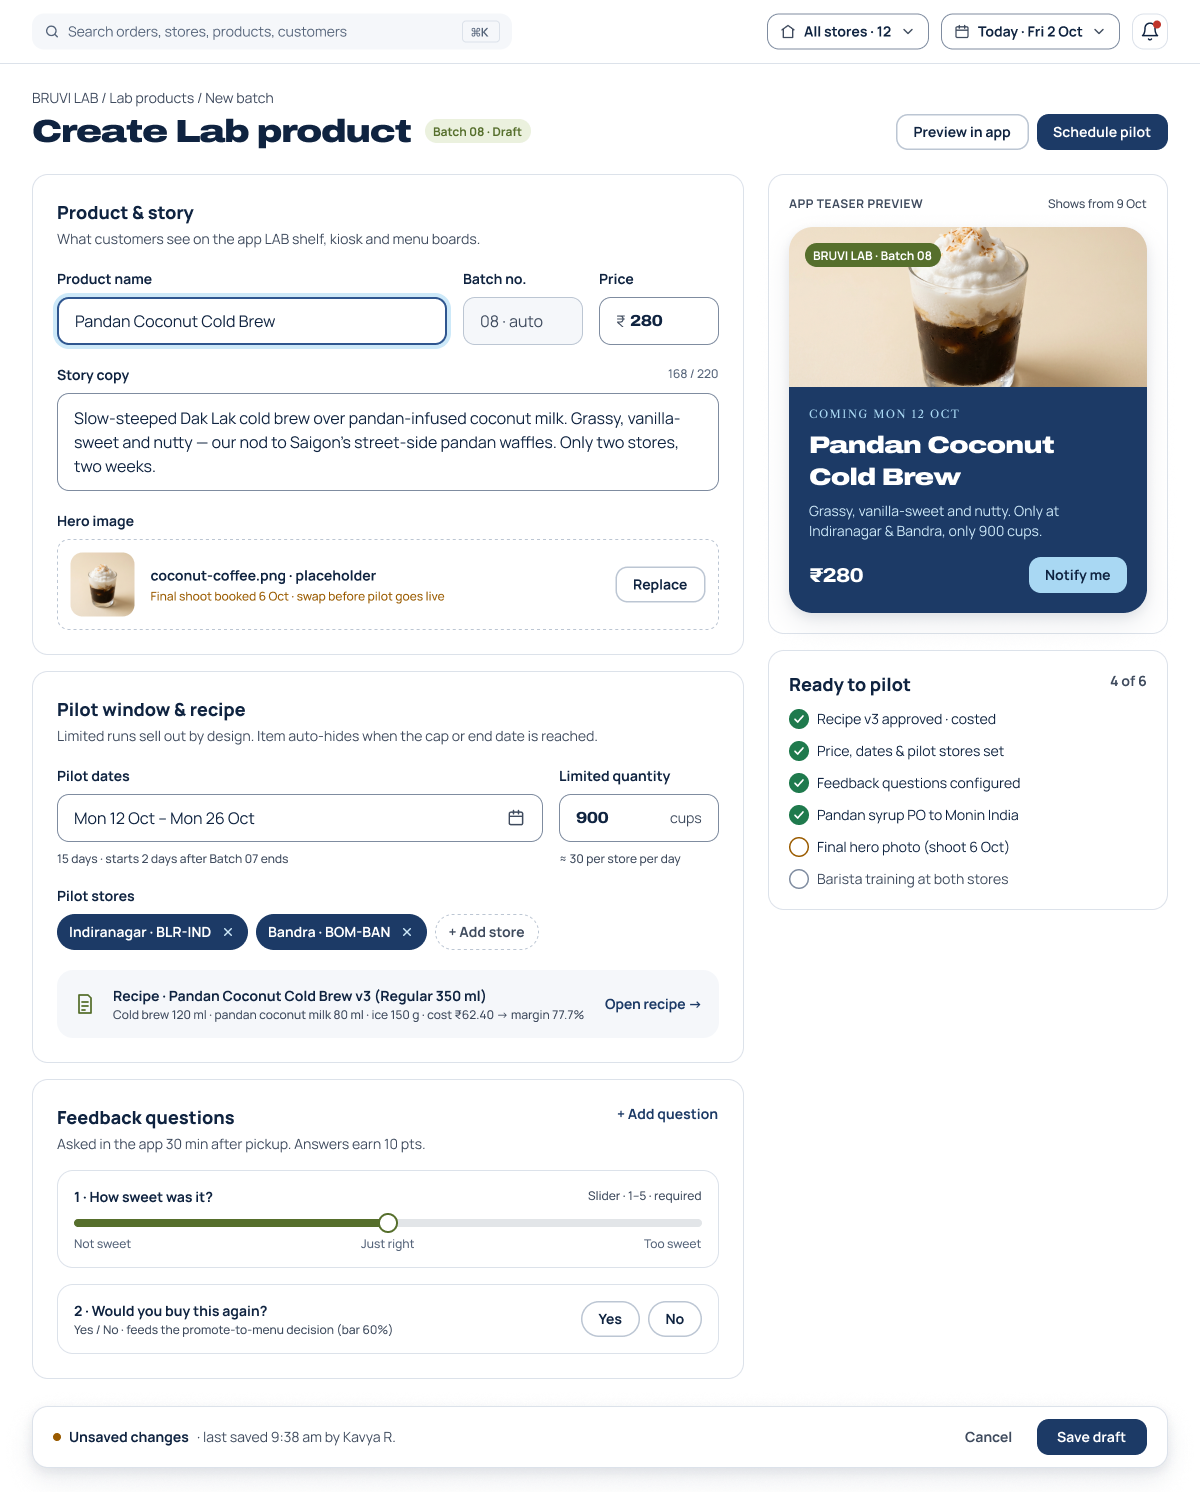 Search orders, stores, products, customers
⌘K
All stores · 12
Today · Fri 2 Oct
BRUVI LAB / Lab products / New batch
Create Lab product
Batch 08 · Draft
Preview in app
Schedule pilot
Product & story
What customers see on the app LAB shelf, kiosk and menu boards.
Product name
Batch no.
Price
Pandan Coconut Cold Brew
08 · auto
₹ 280
Story copy
168 / 220
Slow-steeped Dak Lak cold brew over pandan-infused coconut milk. Grassy, vanilla-
sweet and nutty — our nod to Saigon's street-side pandan waffles. Only two stores,
two weeks.
Hero image
coconut-coffee.png · placeholder
Final shoot booked 6 Oct · swap before pilot goes live
Replace
Pilot window & recipe
Limited runs sell out by design. Item auto-hides when the cap or end date is reached.
Pilot dates
Limited quantity
Mon 12 Oct – Mon 26 Oct
900
cups
15 days · starts 2 days after Batch 07 ends
≈ 30 per store per day
Pilot stores
Indiranagar · BLR-IND ×
Bandra · BOM-BAN ×
+ Add store
Recipe · Pandan Coconut Cold Brew v3 (Regular 350 ml)
Cold brew 120 ml · pandan coconut milk 80 ml · ice 150 g · cost ₹62.40 → margin 77.7%
Open recipe →
Feedback questions
+ Add question
Asked in the app 30 min after pickup. Answers earn 10 pts.
1 · How sweet was it?
Slider · 1–5 · required
Not sweet
Just right
Too sweet
2 · Would you buy this again?
Yes / No · feeds the promote-to-menu decision (bar 60%)
Yes
No
APP TEASER PREVIEW
Shows from 9 Oct
BRUVI LAB · Batch 08
COMING MON 12 OCT
Pandan Coconut
Cold Brew
Grassy, vanilla-sweet and nutty. Only at
Indiranagar & Bandra, only 900 cups.
₹280
Notify me
Ready to pilot
4 of 6
Recipe v3 approved · costed
Price, dates & pilot stores set
Feedback questions configured
Pandan syrup PO to Monin India
Final hero photo (shoot 6 Oct)
Barista training at both stores
Unsaved changes · last saved 9:38 am by Kavya R.
Cancel
Save draft